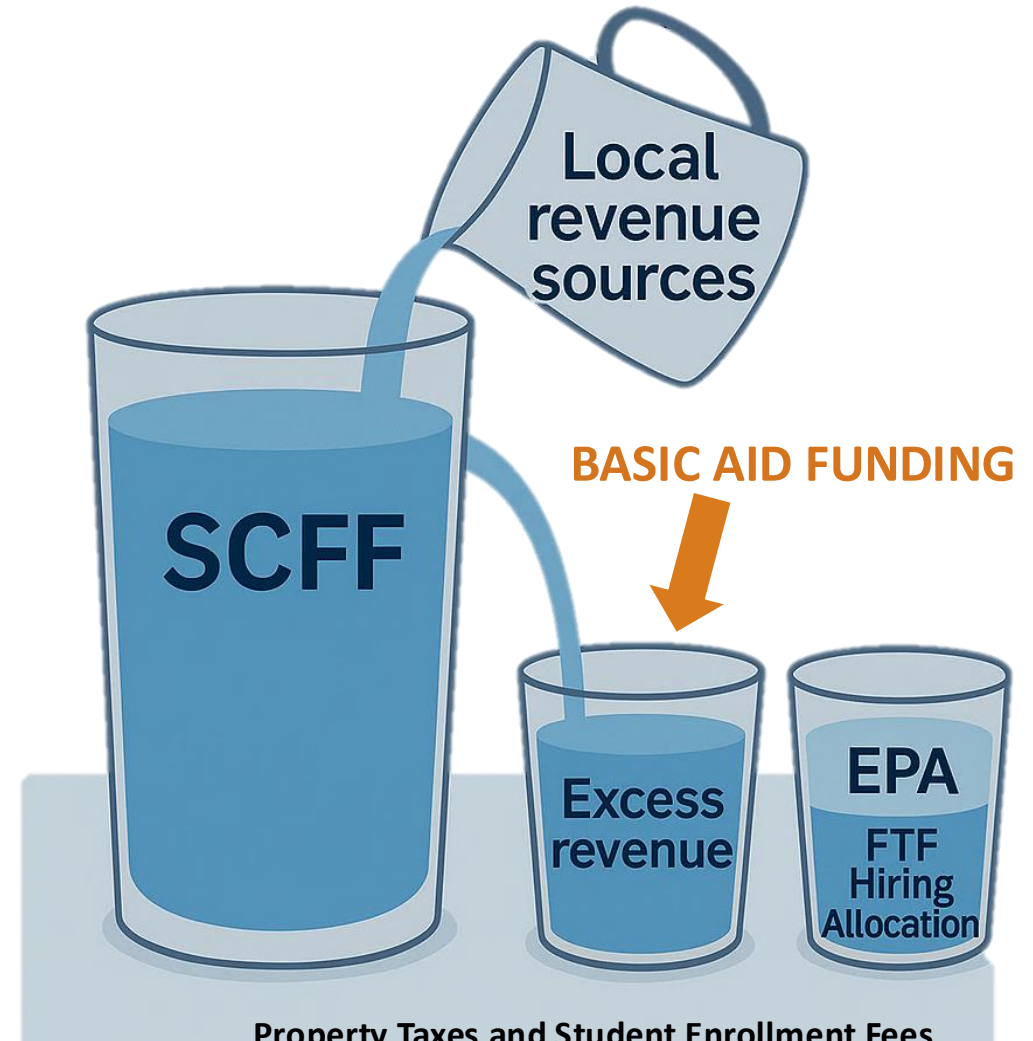 Local
revenue
sources
BASIC AID FUNDING
SCFF
Excess
revenue
EPA
FTF
Hiring
Allocation
Property Taxes and Student Enrollment Fees